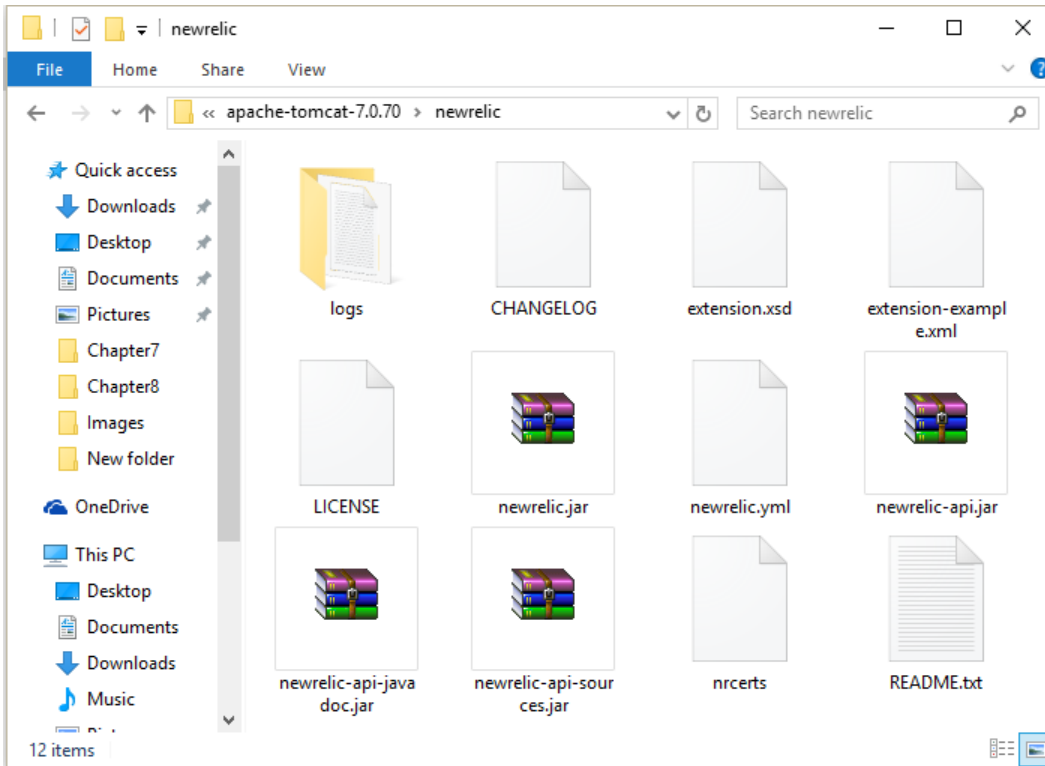 newrelic
File Home Share View
?
« apache-tomcat-7.0.70 > newrelic
Search newrelic
Quick access
Downloads
Desktop
Documents
Pictures
Chapter7
Chapter8
Images
New folder
OneDrive
This PC
Desktop
Documents
Downloads
Music
logs
CHANGELOG
extension.xsd
extension-exampl
e.xml
LICENSE
newrelic.jar
newrelic.yml
newrelic-api.jar
newrelic-api-java
doc.jar
newrelic-api-sour
ces.jar
nrcerts
README.txt
12 items